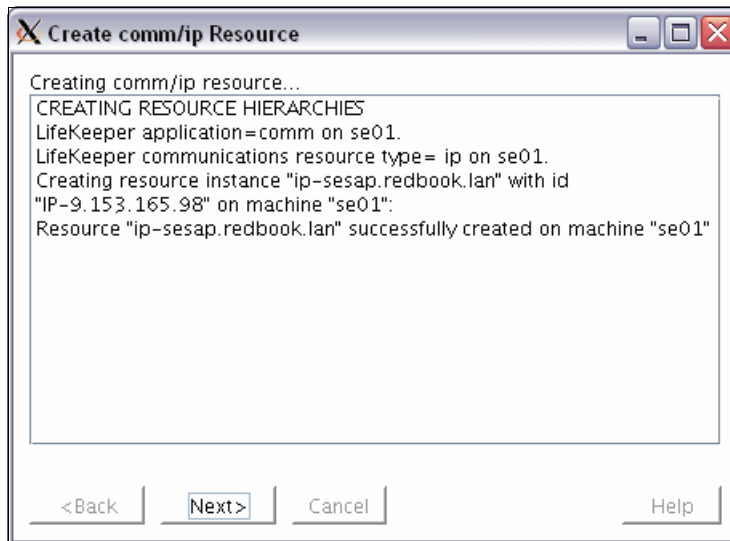 Create comm/ip Resource
Creating comm/ip resource...
CREATING RESOURCE HIERARCHIES
LifeKeeper application=comm on se01.
LifeKeeper communications resource type= ip on se01.
Creating resource instance "ip-sesap.redbook.lan" with id
"IP-9.153.165.98" on machine "se01":
Resource "ip-sesap.redbook.lan" successfully created on machine "se01"
<Back Next> Cancel Help